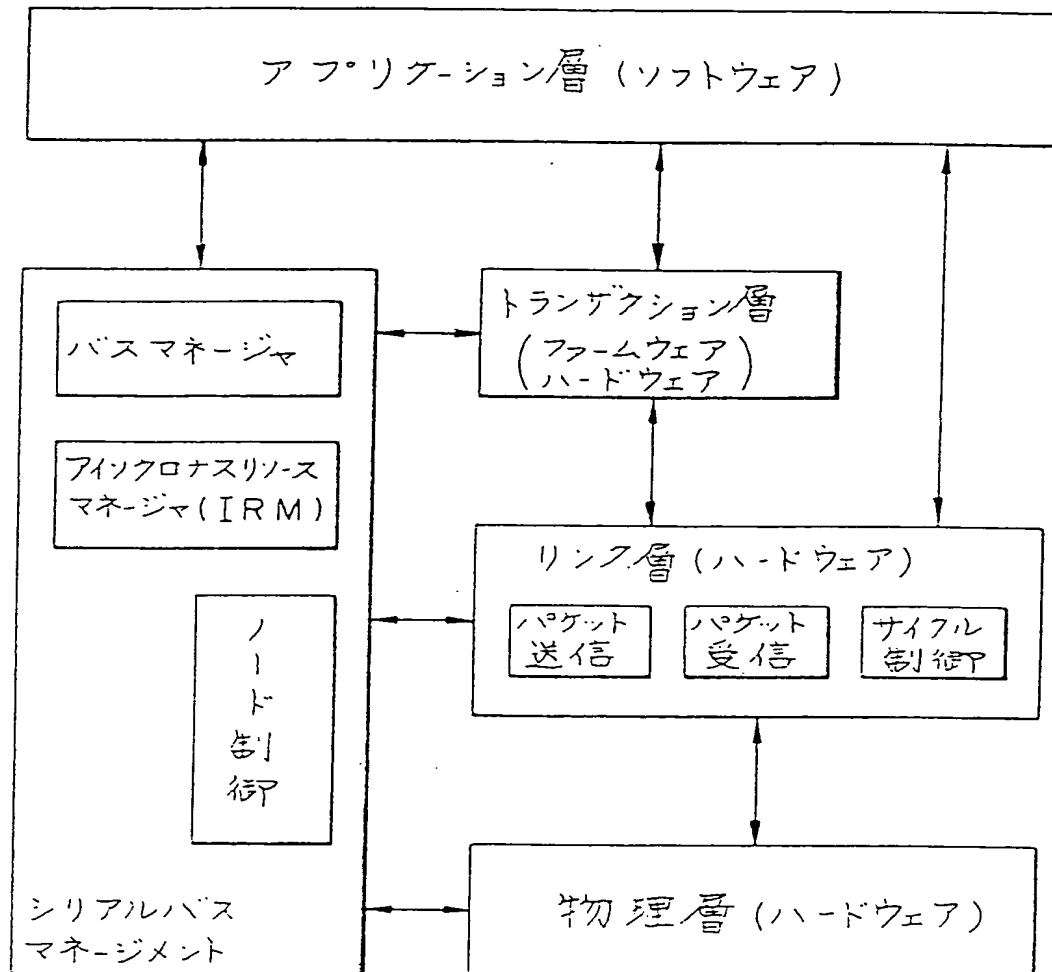 アプリケーション層(ソフトウェア)
バスマネージャ
アイソクロナスリソース
マネージャ(IRM)
ノード制御
シリアルバス
マネージメント
トランザクション層
(ファームウェア
ハードウェア)
リンク層(ハードウェア)
パケット
送信
パケット
受信
サイクル
制御
物理層(ハードウェア)